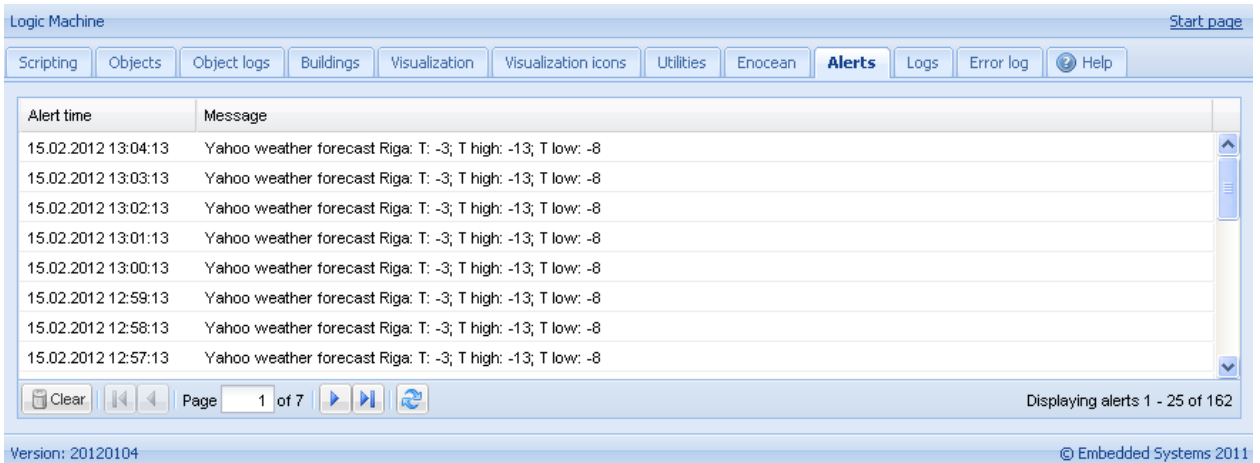 Logic Machine Start page
Scripting Objects Object logs Buildings Visualization Visualization icons Utilities Enocean Alerts Logs Error log Help
Alert time Message
15.02.2012 13:04:13 Yahoo weather forecast Riga: T: -3; T high: -13; T low: -8
15.02.2012 13:03:13 Yahoo weather forecast Riga: T: -3; T high: -13; T low: -8
15.02.2012 13:02:13 Yahoo weather forecast Riga: T: -3; T high: -13; T low: -8
15.02.2012 13:01:13 Yahoo weather forecast Riga: T: -3; T high: -13; T low: -8
15.02.2012 13:00:13 Yahoo weather forecast Riga: T: -3; T high: -13; T low: -8
15.02.2012 12:59:13 Yahoo weather forecast Riga: T: -3; T high: -13; T low: -8
15.02.2012 12:58:13 Yahoo weather forecast Riga: T: -3; T high: -13; T low: -8
15.02.2012 12:57:13 Yahoo weather forecast Riga: T: -3; T high: -13; T low: -8
Clear Page 1 of 7 Displaying alerts 1 - 25 of 162
Version: 20120104 © Embedded Systems 2011